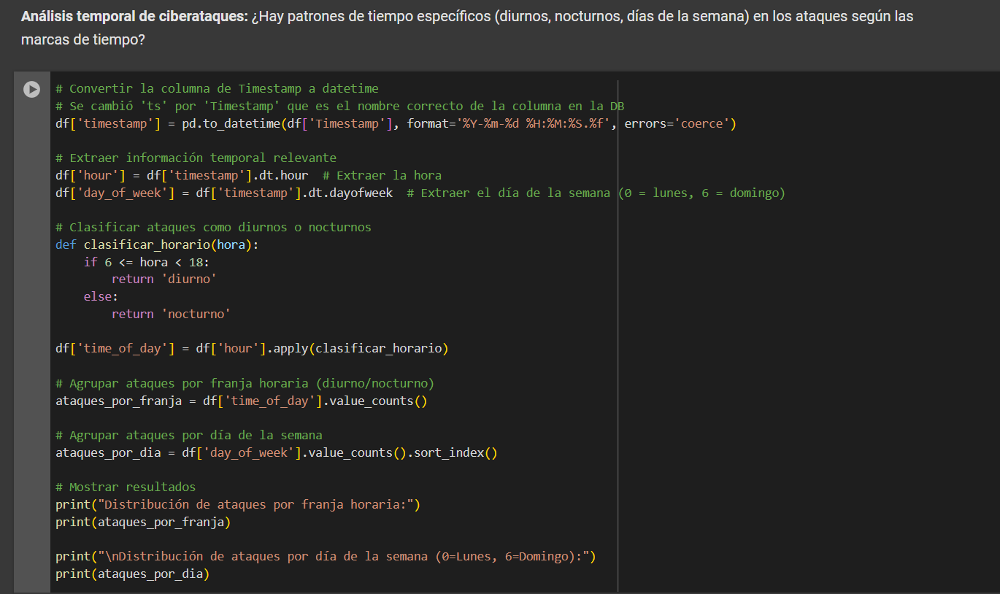 Análisis temporal de ciberataques: ¿Hay patrones de tiempo específicos (diurnos, nocturnos, días de la semana) en los ataques según las
marcas de tiempo?
# Convertir la columna de Timestamp a datetime
# Se cambió 'ts' por 'Timestamp' que es el nombre correcto de la columna en la DB
df['timestamp'] = pd.to_datetime(df['Timestamp'], format='%Y-%m-%d %H:%M:%S.%f', errors='coerce')
# Extraer información temporal relevante
df['hour'] = df['timestamp'].dt.hour  # Extraer la hora
df['day_of_week'] = df['timestamp'].dt.dayofweek  # Extraer el día de la semana (0 = lunes, 6 = domingo)
# Clasificar ataques como diurnos o nocturnos
def clasificar_horario(hora):
    if 6 <= hora < 18:
        return 'diurno'
    else:
        return 'nocturno'
df['time_of_day'] = df['hour'].apply(clasificar_horario)
# Agrupar ataques por franja horaria (diurno/nocturno)
ataques_por_franja = df['time_of_day'].value_counts()
# Agrupar ataques por día de la semana
ataques_por_dia = df['day_of_week'].value_counts().sort_index()
# Mostrar resultados
print("Distribución de ataques por franja horaria:")
print(ataques_por_franja)
print("\nDistribución de ataques por día de la semana (0=Lunes, 6=Domingo):")
print(ataques_por_dia)